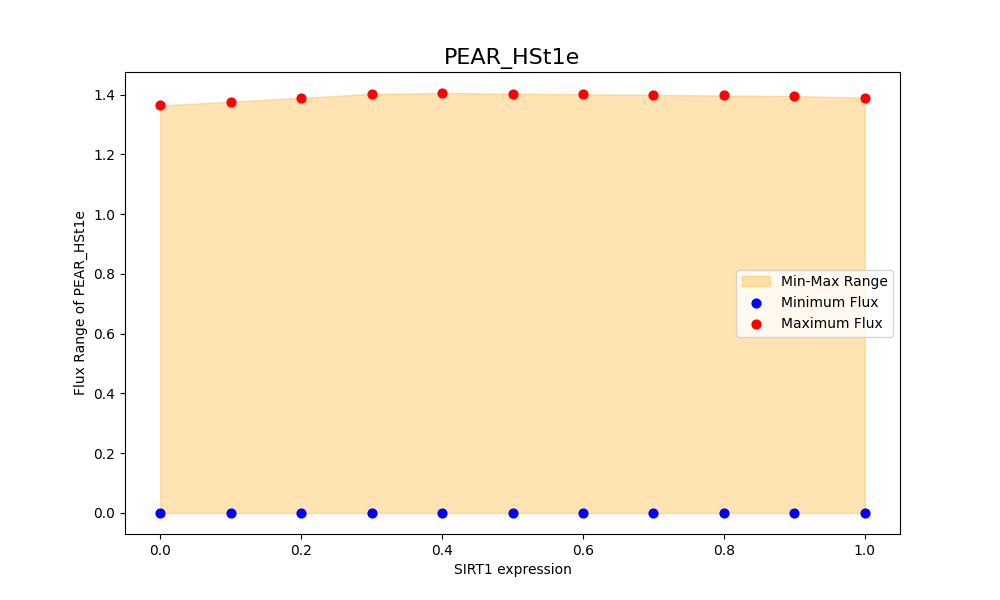 PEAR_HSt1e
Flux Range of PEAR_HSt1e
1.4
1.2
1.0
0.8
0.6
0.4
0.2
0.0
Min-Max Range
Minimum Flux
Maximum Flux
0.0 0.2 0.4 0.6 0.8 1.0
SIRT1 expression